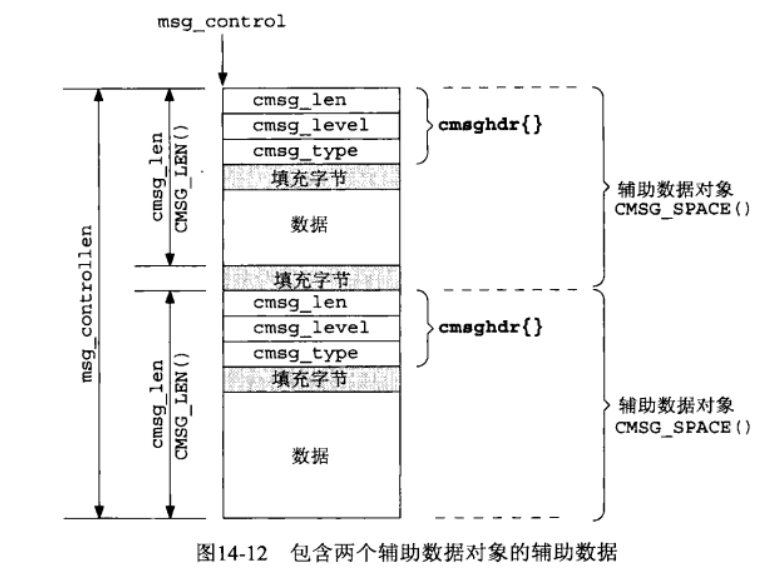 msg_control
cmsg_len
cmsg_level
cmsg_type
cmsghdr{}
填充字节
数据
填充字节
辅助数据对象
CMSG_SPACE()
cmsg_len
CMSG_LEN()
msg_controllen
cmsg_len
cmsg_level
cmsg_type
cmsghdr{}
填充字节
数据
辅助数据对象
CMSG_SPACE()
cmsg_len
CMSG_LEN()
图14-12 包含两个辅助数据对象的辅助数据